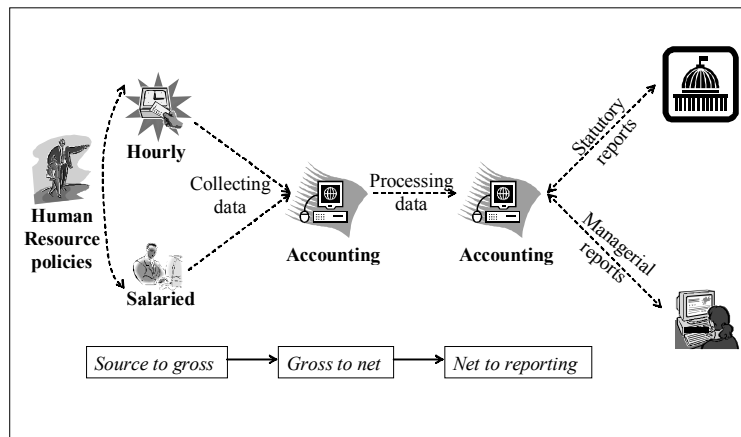 Hourly
Human
Resource
policies
Salaried
Collecting
data
Accounting
Processing
data
Accounting
Statutory
reports
Managerial
reports
Source to gross
Gross to net
Net to reporting